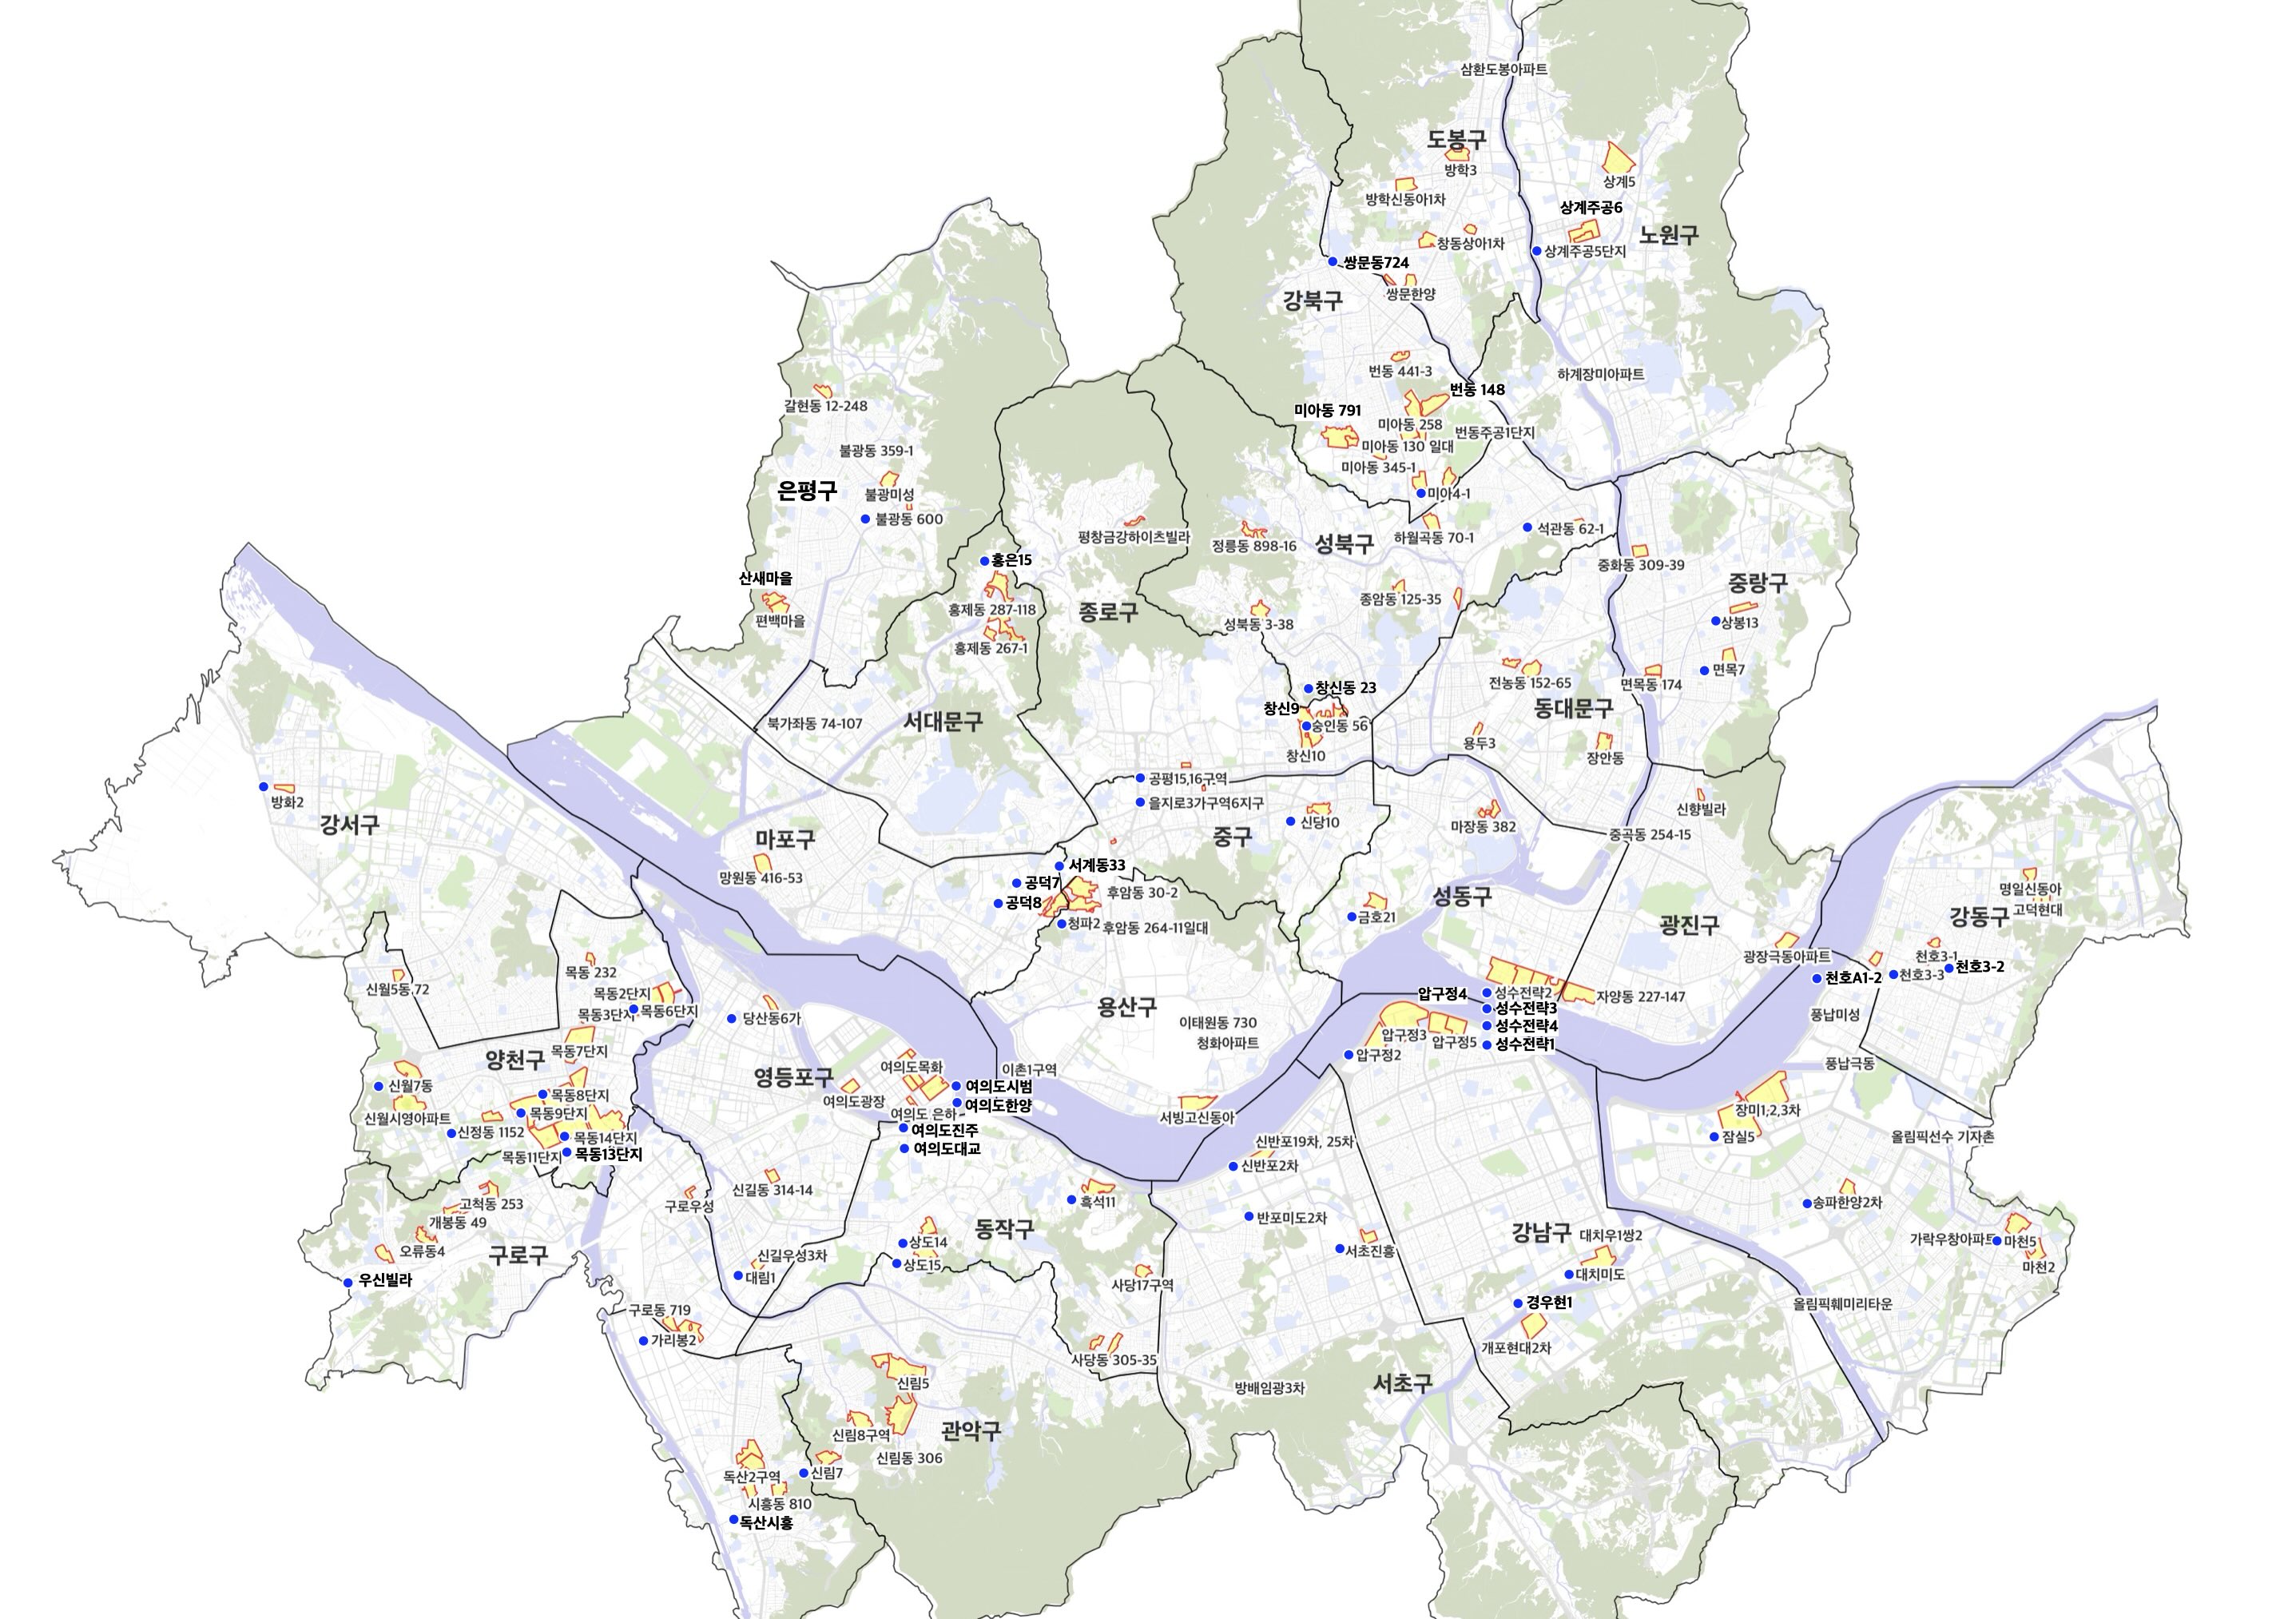 삼환도봉아파트
도봉구
방학3
상계5
방학신동아1차
상계주공6
노원구
창동상아1차
상계주공5단지
쌍문동724
쌍문한양
강북구
번동 441-3
하계장미아파트
번동 148
갈현동 12-248
미아동 791
미아동 258
번동주공1단지
미아동 130 일대
불광동 359-1
미아동 345-1
은평구
불광미성
미아4-1
불광동 600
석관동 62-1
평창금강하이츠빌라
정릉동 898-16
성북구
하월곡동 70-1
홍은15
중화동 309-39
산새마을
중랑구
종암동 125-35
홍제동 287-118
종로구
편백마을
성북동 3-38
상봉13
홍제동 267-1
면목7
전농동 152-65
면목동 174
창신동 23
창신9
동대문구
북가좌동 74-107
서대문구
숭인동 56
용두3
창신10
장안동
공평15,16구역
방화2
을지로3가구역6지구
신향빌라
강서구
신당10
마장동 382
중곡동 254-15
마포구
중구
서계동33
망원동 416-53
공덕7
후암동 30-2
명일신동아
성동구
공덕8
고덕현대
금호21
강동구
청파2
후암동 264-11일대
광진구
광장극동아파트
천호3-1
천호3-2
목동 232
천호3-3
천호A1-2
신월5동 72
목동2단지
압구정4
성수전략2
자양동 227-147
용산구
목동3단지
목동6단지
성수전략3
풍납미성
당산동6가
이태원동 730
성수전략4
청화아파트
압구정3
압구정5
성수전략1
목동7단지
양천구
압구정2
풍납극동
여의도목화
이촌1구역
영등포구
신월7동
여의도시범
목동8단지
여의도광장
여의도한양
목동9단지
여의도 은하
신월시영아파트
서빙고신동아
장미1,2,3차
신정동 1152
여의도진주
목동14단지
잠실5
올림픽선수 기자촌
신반포19차, 25차
여의도대교
목동11단지
목동13단지
신반포2차
신길동 314-14
고척동 253
구로우성
흑석11
송파한양2차
개봉동 49
반포미도2차
동작구
강남구
대치우1쌍2
상도14
가락우창아파트
마천5
오류동4
구로구
신길우성3차
서초진흥
상도15
마천2
대치미도
우신빌라
대림1
사당17구역
경우현1
올림픽훼미리타운
구로동 719
가리봉2
개포현대2차
사당동 305-35
신림5
서초구
방배임광3차
신림8구역
관악구
신림동 306
신림7
독산2구역
시흥동 810
독산시흥